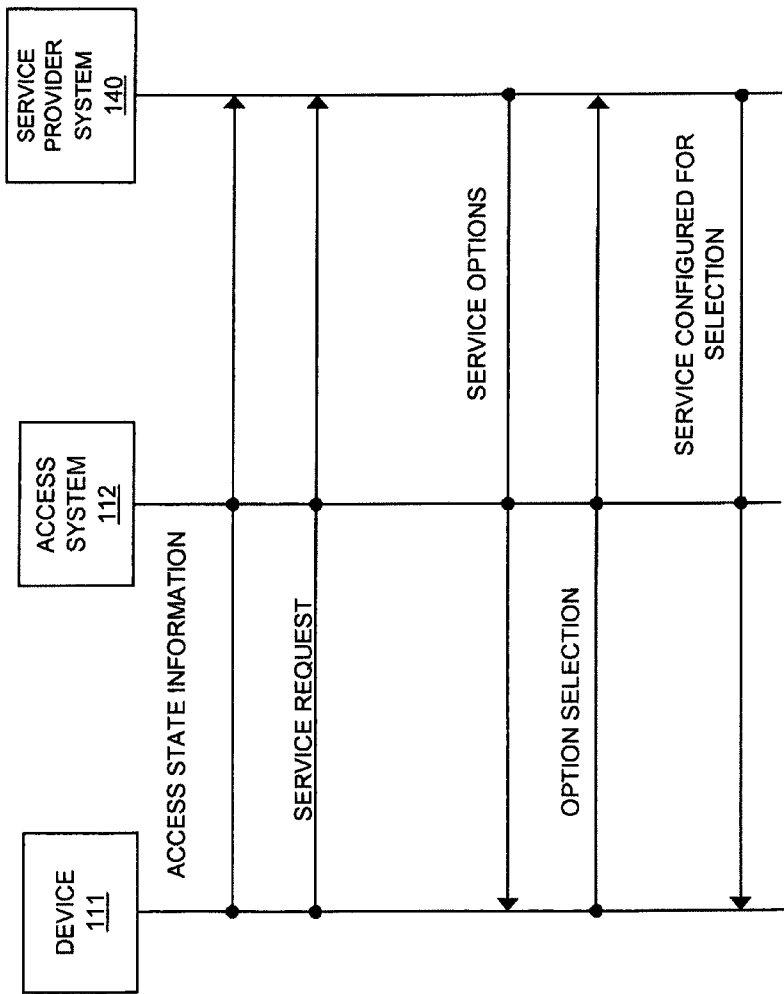 DEVICE
111
ACCESS
SYSTEM
112
SERVICE
PROVIDER
SYSTEM
140
ACCESS STATE INFORMATION
SERVICE REQUEST
SERVICE OPTIONS
OPTION SELECTION
SERVICE CONFIGURED FOR
SELECTION